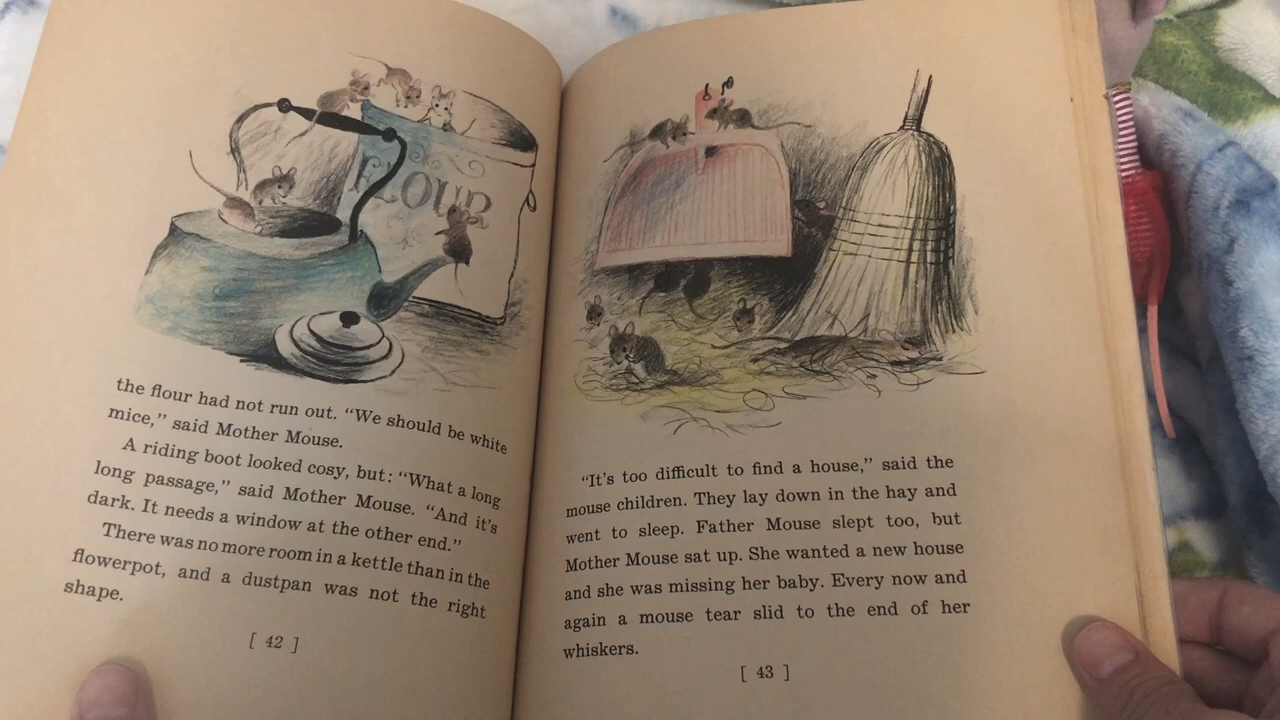 FLOUR
the flour had not run out. “We should be white
mice,” said Mother Mouse.
A riding boot looked cosy, but: “What a long
long passage,” said Mother Mouse. “And it’s
dark. It needs a window at the other end.”
There was no more room in a kettle than in the
flowerpot, and a dustpan was not the right
shape.
[ 42 ]
“It’s too difficult to find a house,” said the
mouse children. They lay down in the hay and
went to sleep. Father Mouse slept too, but
Mother Mouse sat up. She wanted a new house
and she was missing her baby. Every now and
again a mouse tear slid to the end of her
whiskers.
[ 43 ]